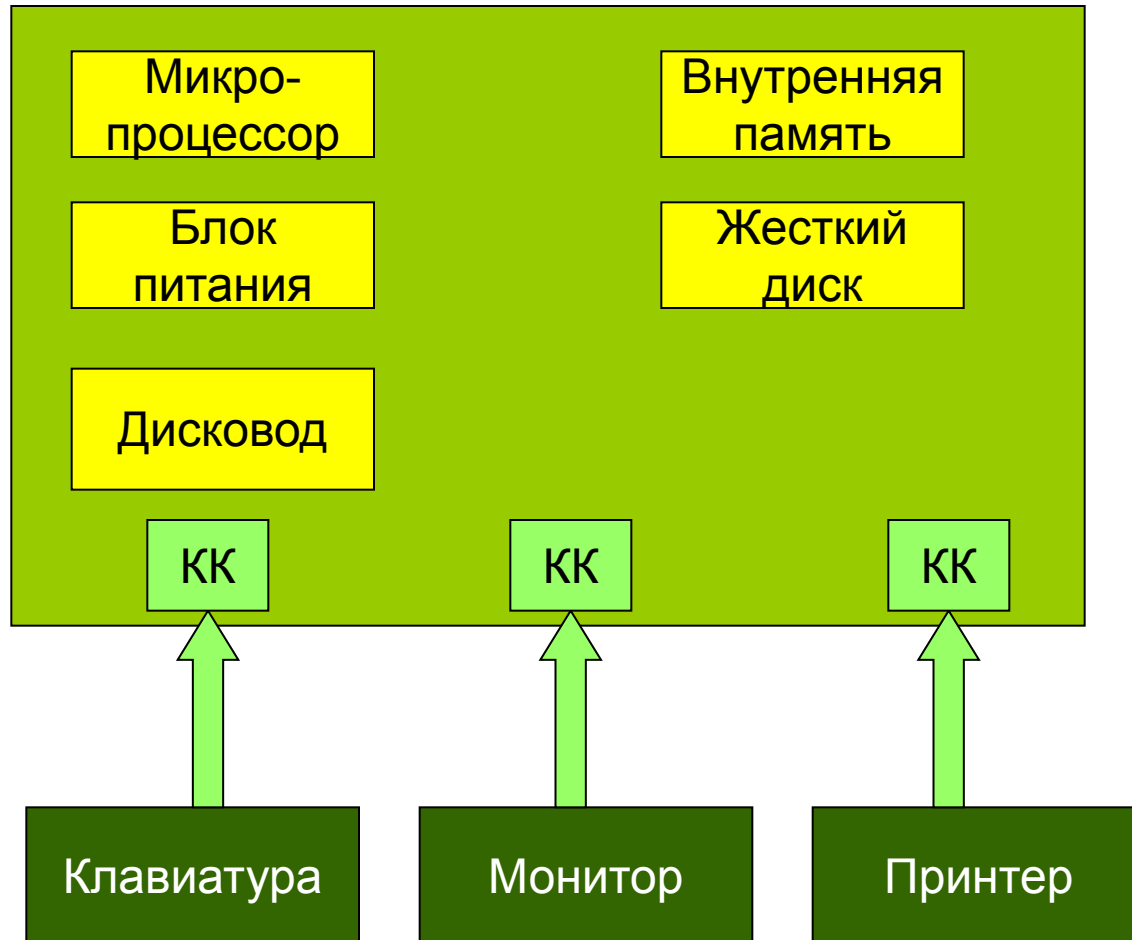 Микро-
процессор
Внутренняя
память
Блок
питания
Жесткий
диск
Дисковод
КК
КК
КК
Клавиатура
Монитор
Принтер